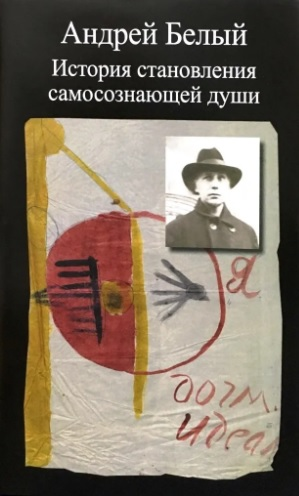 Андрей Белый
История становления
самосознающей души
Я
догм.
идеал